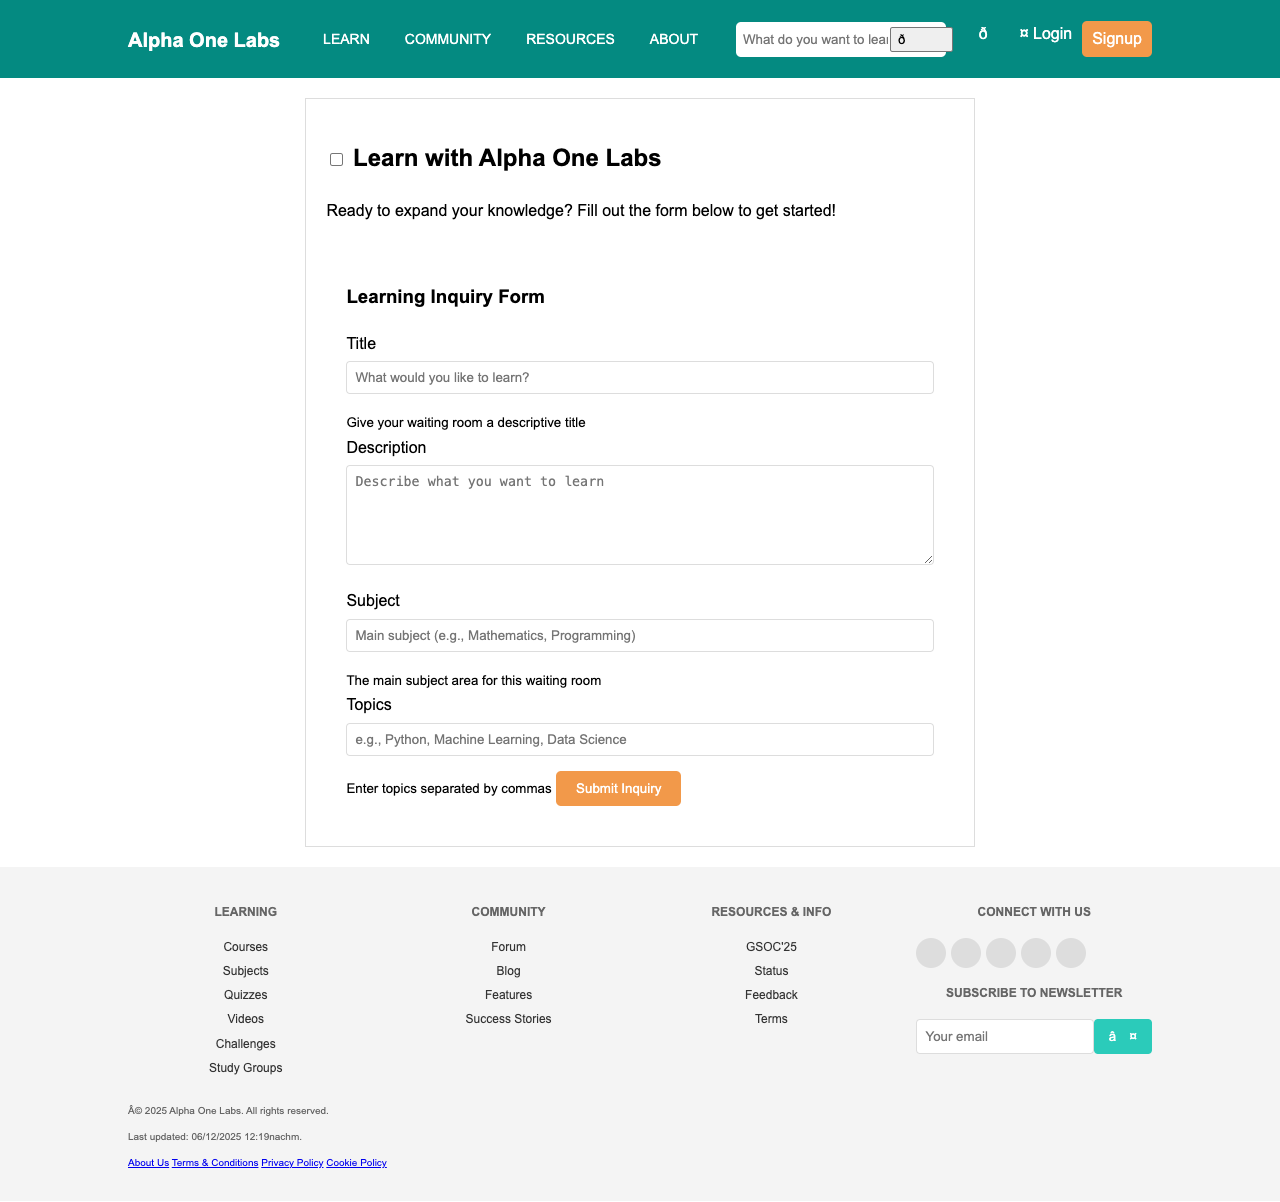 Alpha One Labs LEARN COMMUNITY RESOURCES ABOUT What do you want to lear ð ð ¤ Login Signup
Learn with Alpha One Labs
Ready to expand your knowledge? Fill out the form below to get started!
Learning Inquiry Form
Title
What would you like to learn?
Give your waiting room a descriptive title
Description
Describe what you want to learn
Subject
Main subject (e.g., Mathematics, Programming)
The main subject area for this waiting room
Topics
e.g., Python, Machine Learning, Data Science
Enter topics separated by commas Submit Inquiry
LEARNING
Courses
Subjects
Quizzes
Videos
Challenges
Study Groups
COMMUNITY
Forum
Blog
Features
Success Stories
RESOURCES & INFO
GSOC'25
Status
Feedback
Terms
CONNECT WITH US
SUBSCRIBE TO NEWSLETTER
Your email â ¤
Â© 2025 Alpha One Labs. All rights reserved.
Last updated: 06/12/2025 12:19nachm.
About Us Terms & Conditions Privacy Policy Cookie Policy